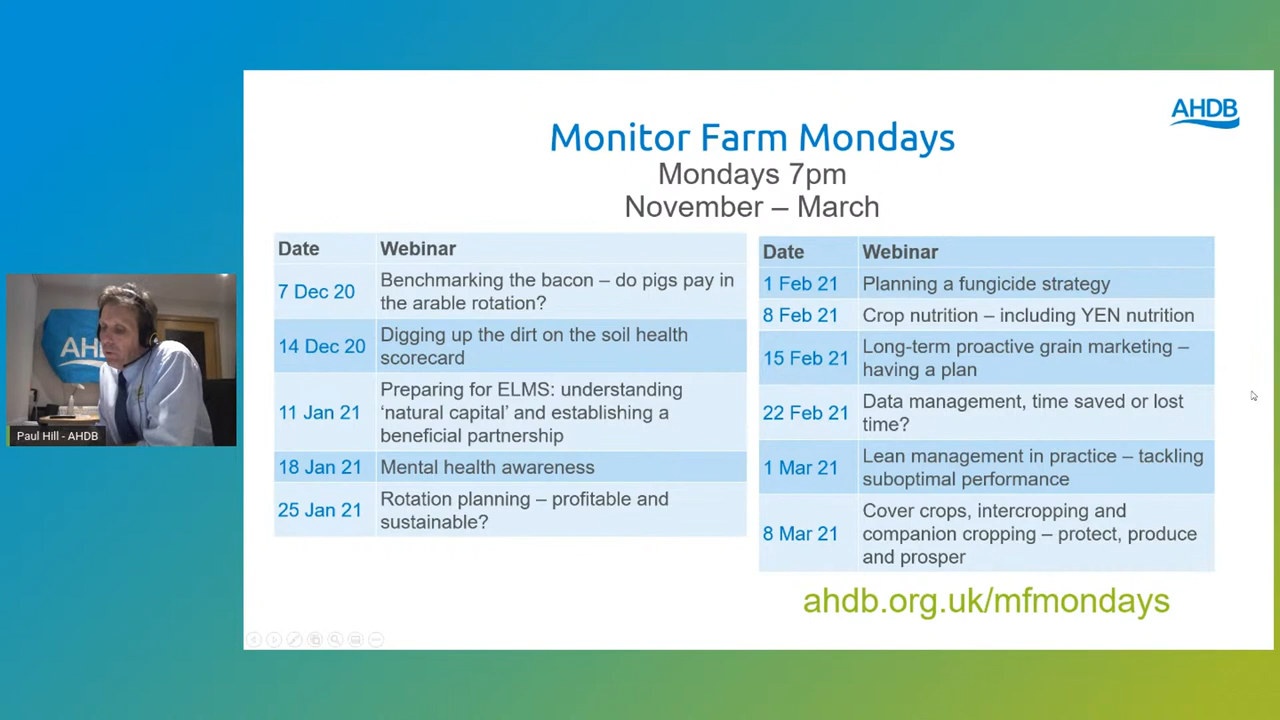 AHDB
Monitor Farm Mondays
Mondays 7pm
November – March
Date Webinar
7 Dec 20 Benchmarking the bacon – do pigs pay in
the arable rotation?
14 Dec 20 Digging up the dirt on the soil health
scorecard
11 Jan 21 Preparing for ELMS: understanding
‘natural capital’ and establishing a
beneficial partnership
18 Jan 21 Mental health awareness
25 Jan 21 Rotation planning – profitable and
sustainable?
Date Webinar
1 Feb 21 Planning a fungicide strategy
8 Feb 21 Crop nutrition – including YEN nutrition
15 Feb 21 Long-term proactive grain marketing –
having a plan
22 Feb 21 Data management, time saved or lost
time?
1 Mar 21 Lean management in practice – tackling
suboptimal performance
8 Mar 21 Cover crops, intercropping and
companion cropping – protect, produce
and prosper
ahdb.org.uk/mfmondays
AHD
Paul Hill - AHDB